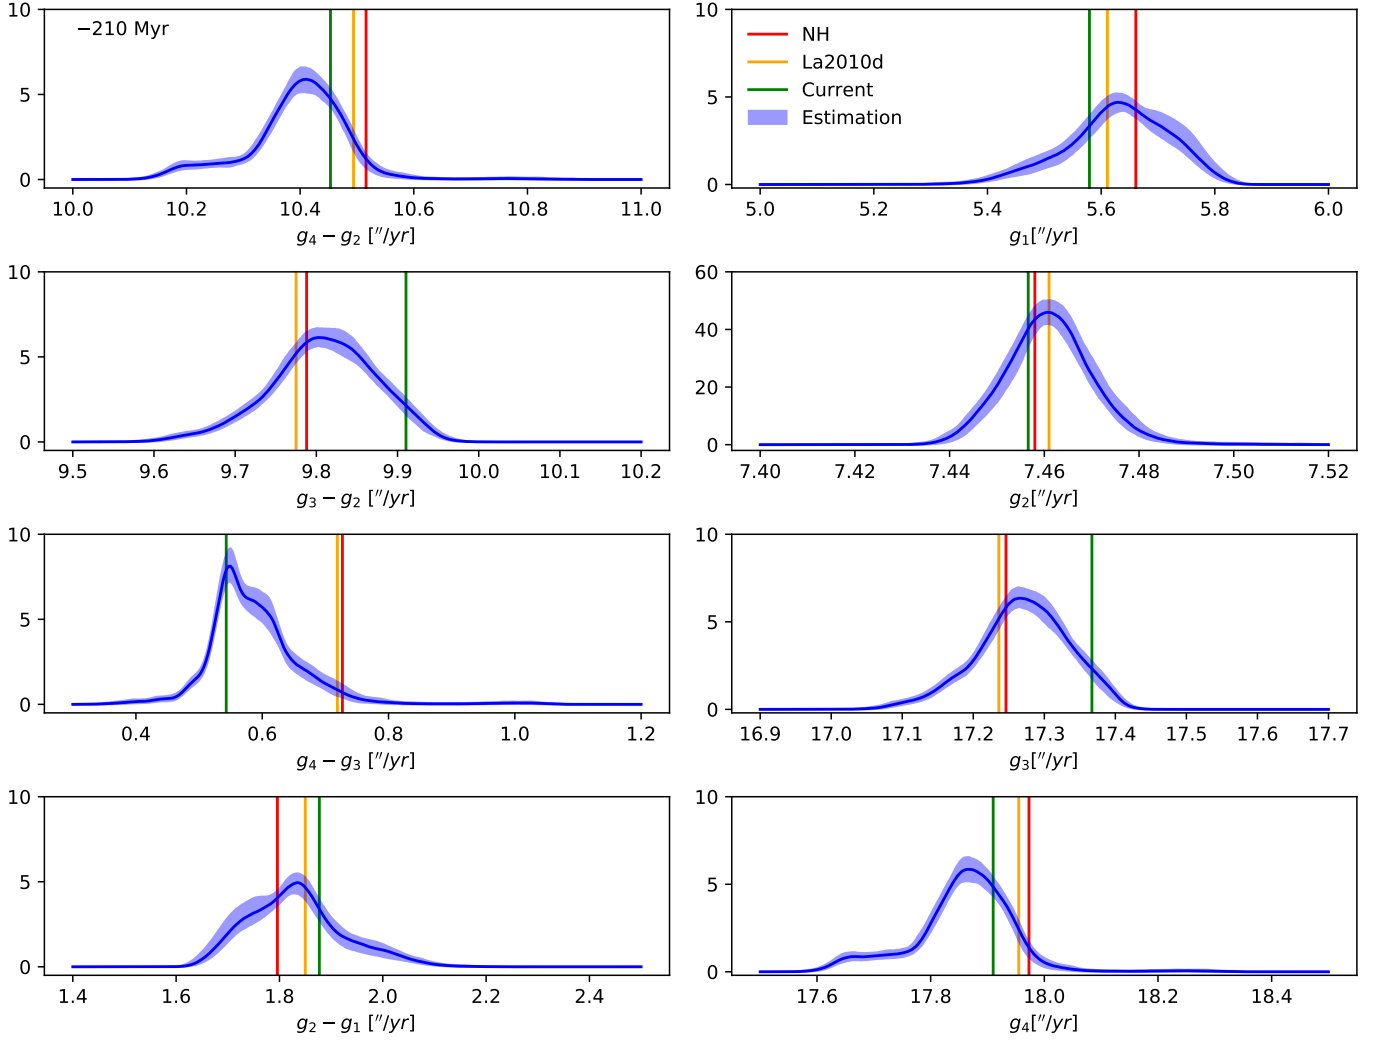 10
5
0
−210 Myr
10.0 10.2 10.4 10.6 10.8 11.0
g4 − g2 [″/yr]
10
5
0
NH
La2010d
Current
Estimation
5.0 5.2 5.4 5.6 5.8 6.0
g1[″/yr]
10
5
0
9.5 9.6 9.7 9.8 9.9 10.0 10.1 10.2
g3 − g2 [″/yr]
60
40
20
0
7.40 7.42 7.44 7.46 7.48 7.50 7.52
g2[″/yr]
10
5
0
0.4 0.6 0.8 1.0 1.2
g4 − g3 [″/yr]
10
5
0
16.9 17.0 17.1 17.2 17.3 17.4 17.5 17.6 17.7
g3[″/yr]
10
5
0
1.4 1.6 1.8 2.0 2.2 2.4
g2 − g1 [″/yr]
10
5
0
17.6 17.8 18.0 18.2 18.4
g4[″/yr]